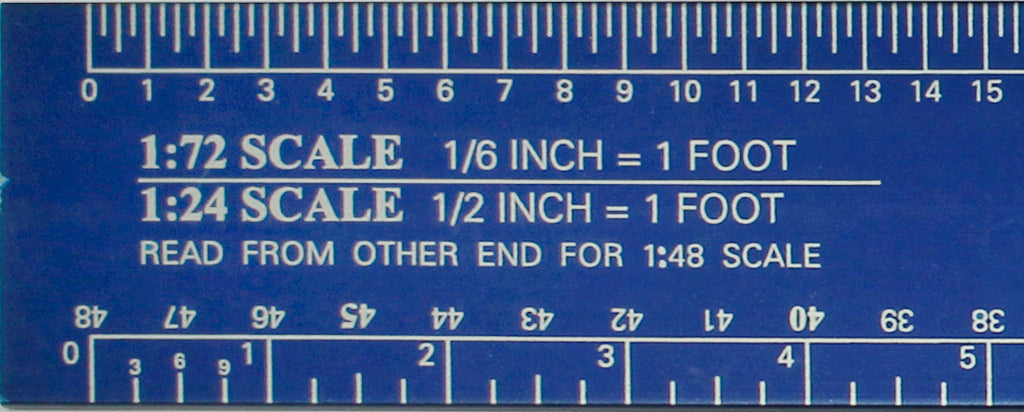 0 1 2 3 4 5 6 7 8 9 10 11 12 13 14 15
1:72 SCALE 1/6 INCH = 1 FOOT
1:24 SCALE 1/2 INCH = 1 FOOT
READ FROM OTHER END FOR 1:48 SCALE
48 47 46 45 44 43 42 41 40 39 38
0 3 6 9 1 2 3 4 5